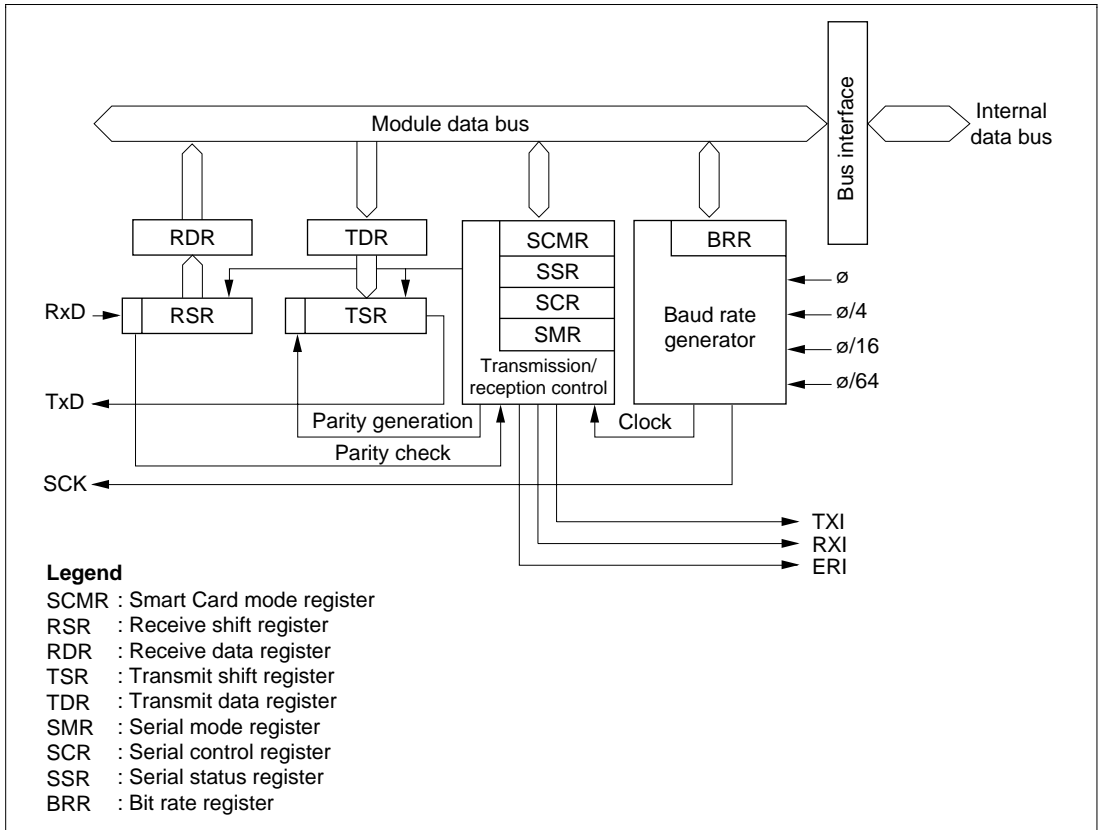 Module data bus
Bus interface
Internal
data bus
RDR
TDR
SCMR
SSR
SCR
SMR
Transmission/
reception control
BRR
Baud rate
generator
ø
ø/4
ø/16
ø/64
RxD
RSR
TSR
TxD
Parity generation
Parity check
Clock
SCK
TXI
RXI
ERI
Legend
SCMR : Smart Card mode register
RSR : Receive shift register
RDR : Receive data register
TSR : Transmit shift register
TDR : Transmit data register
SMR : Serial mode register
SCR : Serial control register
SSR : Serial status register
BRR : Bit rate register